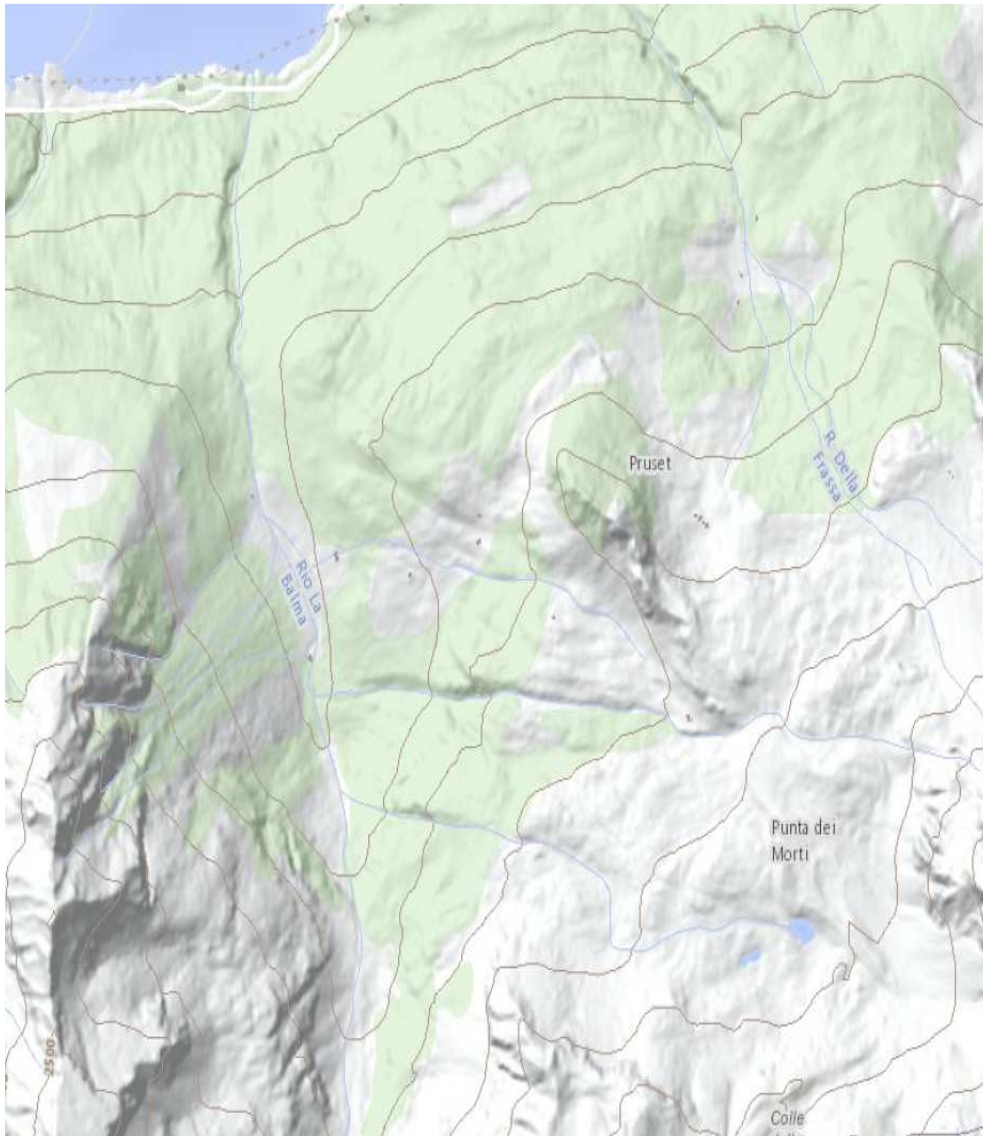 Pruset
R. Della
Frassa
Rio La
Balma
Punta dei
Morti
2500
Colle